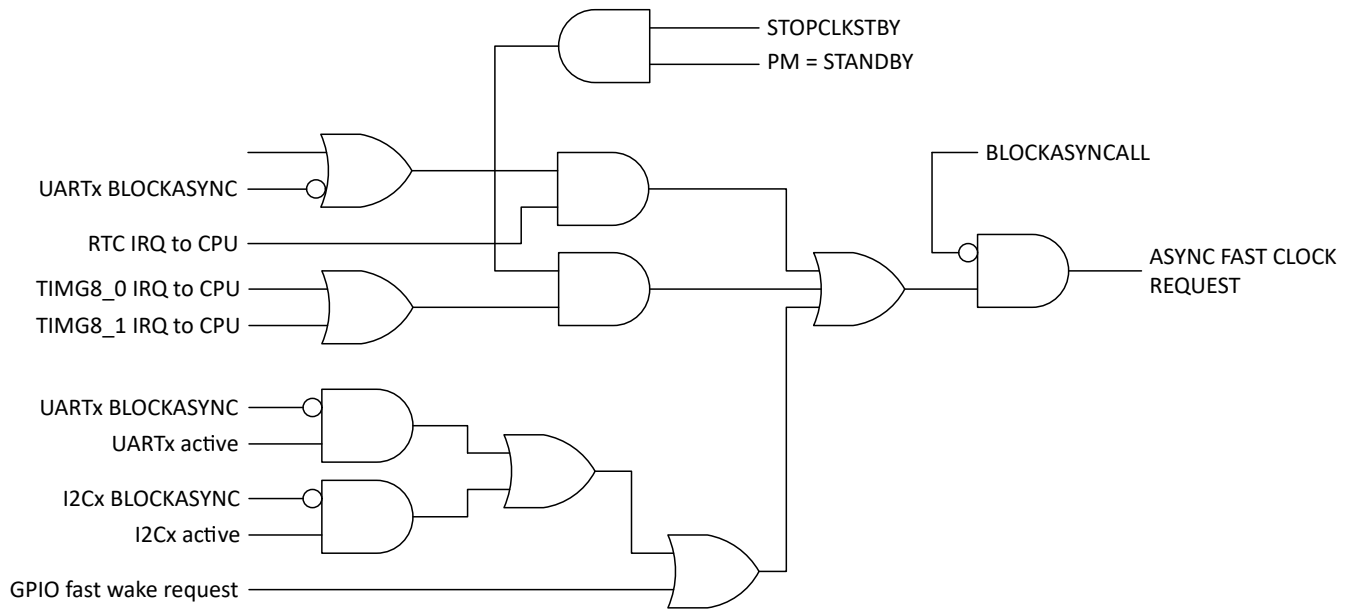 STOPCLKSTBY
PM = STANDBY
BLOCKASYNCALL
UARTx BLOCKASYNC
RTC IRQ to CPU
ASYNC FAST CLOCK
REQUEST
TIMG8_0 IRQ to CPU
TIMG8_1 IRQ to CPU
UARTx BLOCKASYNC
UARTx active
I2Cx BLOCKASYNC
I2Cx active
GPIO fast wake request